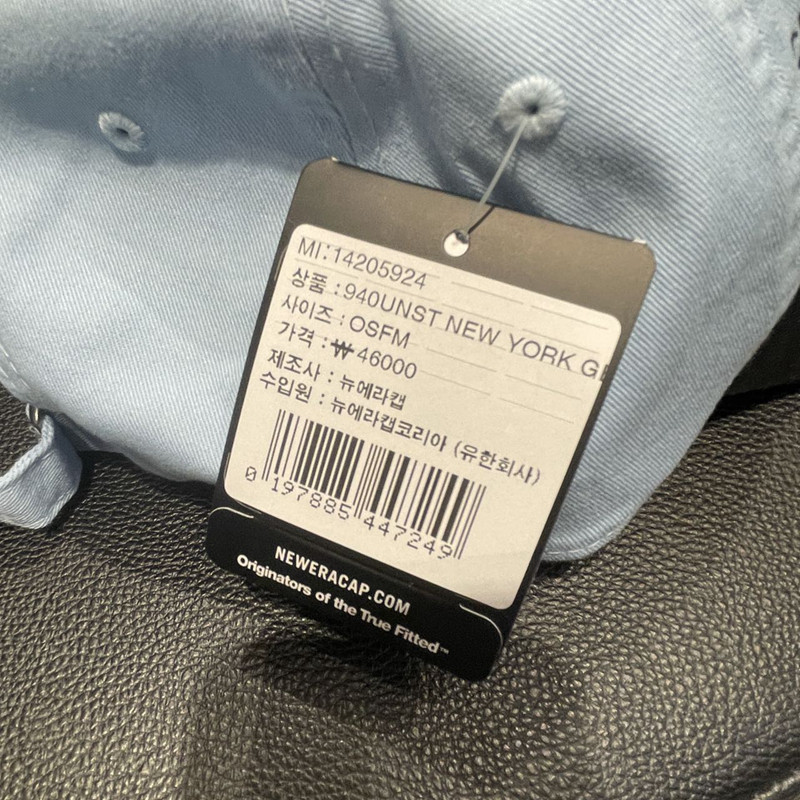 MI:14205924
상품 :940UNST NEW YORK
사이즈 : OSFM
가격 :₩46000
제조사 : 뉴에라캡
수입원 : 뉴에라캡코리아 (유한회사)
0 197885 447249
NEWERACAP.COM
Originators of the True Fitted™